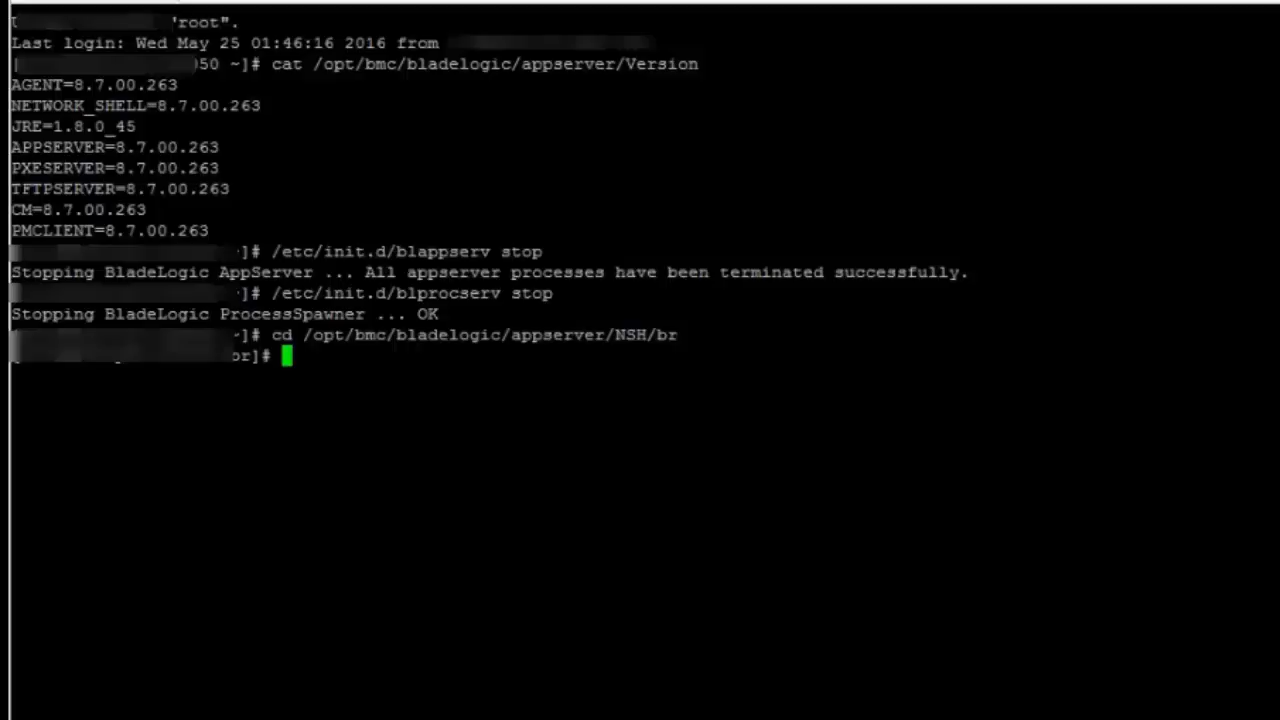 'root".
Last login: Wed May 25 01:46:16 2016 from
50 ~]# cat /opt/bmc/bladelogic/appserver/Version
AGENT=8.7.00.263
NETWORK_SHELL=8.7.00.263
JRE=1.8.0_45
APPSERVER=8.7.00.263
PXESERVER=8.7.00.263
TFTPSERVER=8.7.00.263
CM=8.7.00.263
PMCLIENT=8.7.00.263
~]# /etc/init.d/blappserv stop
Stopping BladeLogic AppServer ... All appserver processes have been terminated successfully.
~]# /etc/init.d/blprocserv stop
Stopping BladeLogic ProcessSpawner ... OK
~]# cd /opt/bmc/bladelogic/appserver/NSH/br
br]#